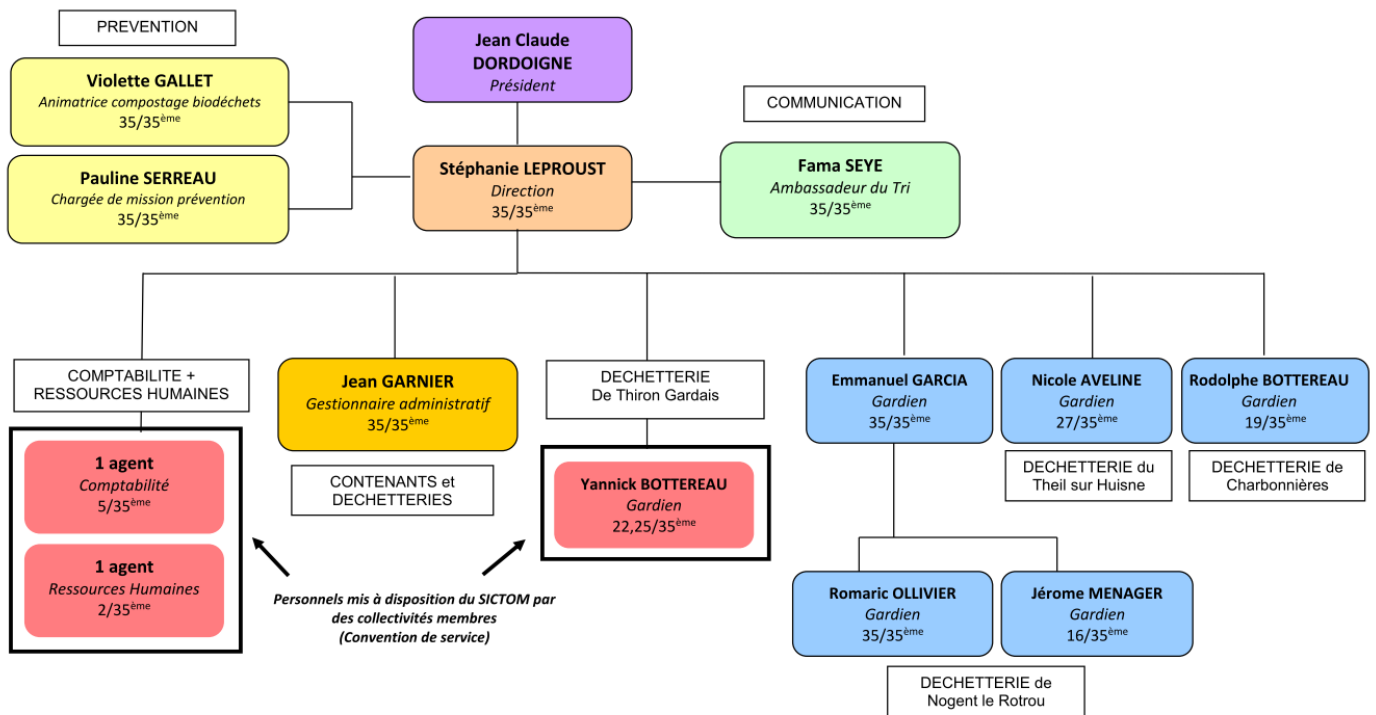 PREVENTION
Violette GALLET
Animatrice compostage biodéchets
35/35ème
Pauline SERREAU
Chargée de mission prévention
35/35ème
Jean Claude
DORDOIGNE
Président
Stéphanie LEPROUST
Direction
35/35ème
COMMUNICATION
Fama SEYE
Ambassadeur du Tri
35/35ème
COMPTABILITE +
RESSOURCES HUMAINES
1 agent
Comptabilité
5/35ème
1 agent
Ressources Humaines
2/35ème
Jean GARNIER
Gestionnaire administratif
35/35ème
CONTENANTS et
DECHETTERIES
DECHETTERIE
De Thiron Gardais
Yannick BOTTEREAU
Gardien
22,25/35ème
Personnels mis à disposition du SICTOM par
des collectivités membres
(Convention de service)
Emmanuel GARCIA
Gardien
35/35ème
Nicole AVELINE
Gardien
27/35ème
DECHETTERIE du
Theil sur Huisne
Rodolphe BOTTEREAU
Gardien
19/35ème
DECHETTERIE de
Charbonnières
Romaric OLLIVIER
Gardien
35/35ème
Jérome MENAGER
Gardien
16/35ème
DECHETTERIE de
Nogent le Rotrou